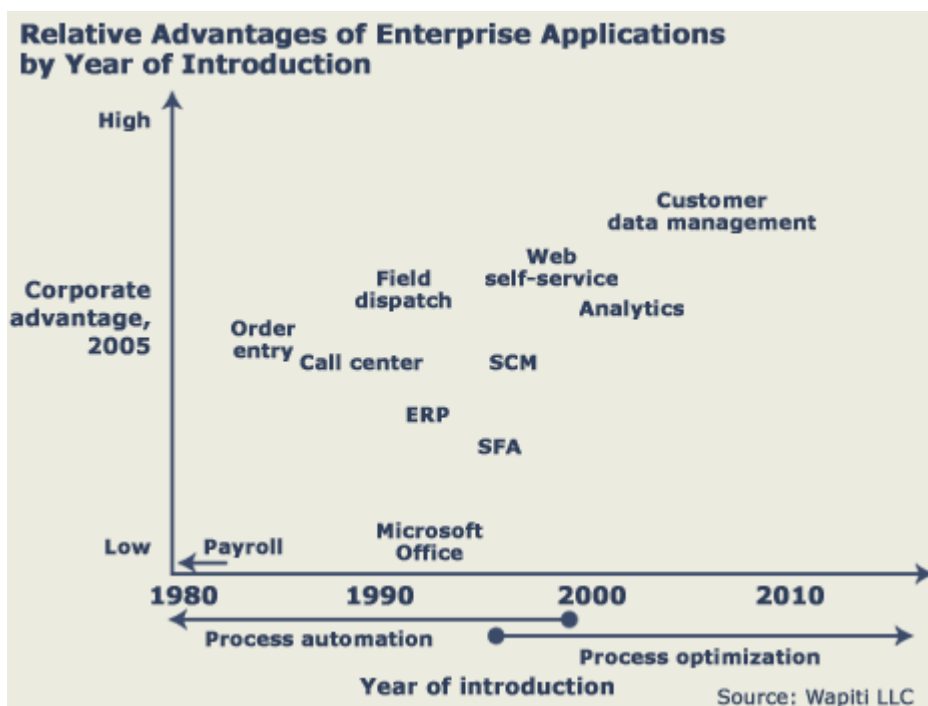 Relative Advantages of Enterprise Applications
by Year of Introduction
High
Customer
data management
Web
self-service
Field
dispatch
Analytics
Corporate
advantage,
2005
Order
entry
Call center
SCM
ERP
SFA
Microsoft
Office
Low
Payroll
1980
1990
2000
2010
Process automation
Process optimization
Year of introduction
Source: Wapiti LLC